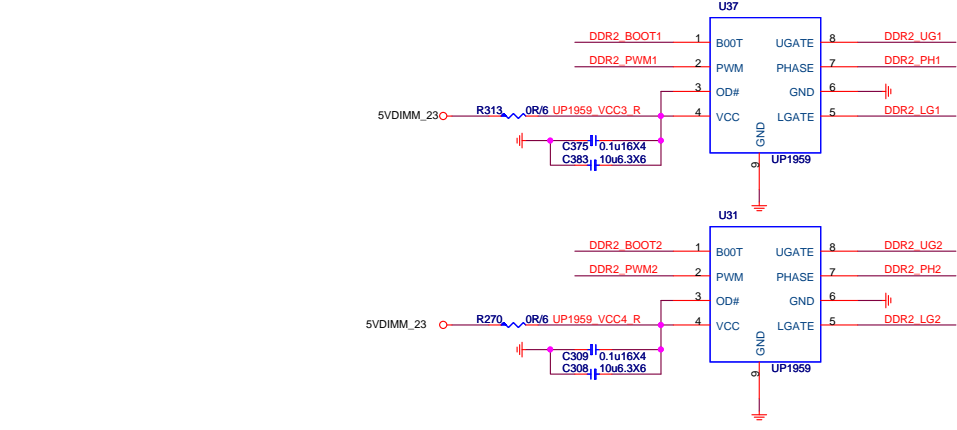 U37
DDR2_BOOT1 1 B00T UGATE 8 DDR2_UG1
DDR2_PWM1 2 PWM PHASE 7 DDR2_PH1
3 OD# GND 6
5VDIMM_23 R313 0R/6 UP1959_VCC3_R 4 VCC LGATE 5 DDR2_LG1
GND
C375 0.1u16X4
C383 10u6.3X6
9 UP1959
U31
DDR2_BOOT2 1 B00T UGATE 8 DDR2_UG2
DDR2_PWM2 2 PWM PHASE 7 DDR2_PH2
3 OD# GND 6
5VDIMM_23 R270 0R/6 UP1959_VCC4_R 4 VCC LGATE 5 DDR2_LG2
GND
C309 0.1u16X4
C308 10u6.3X6
9 UP1959